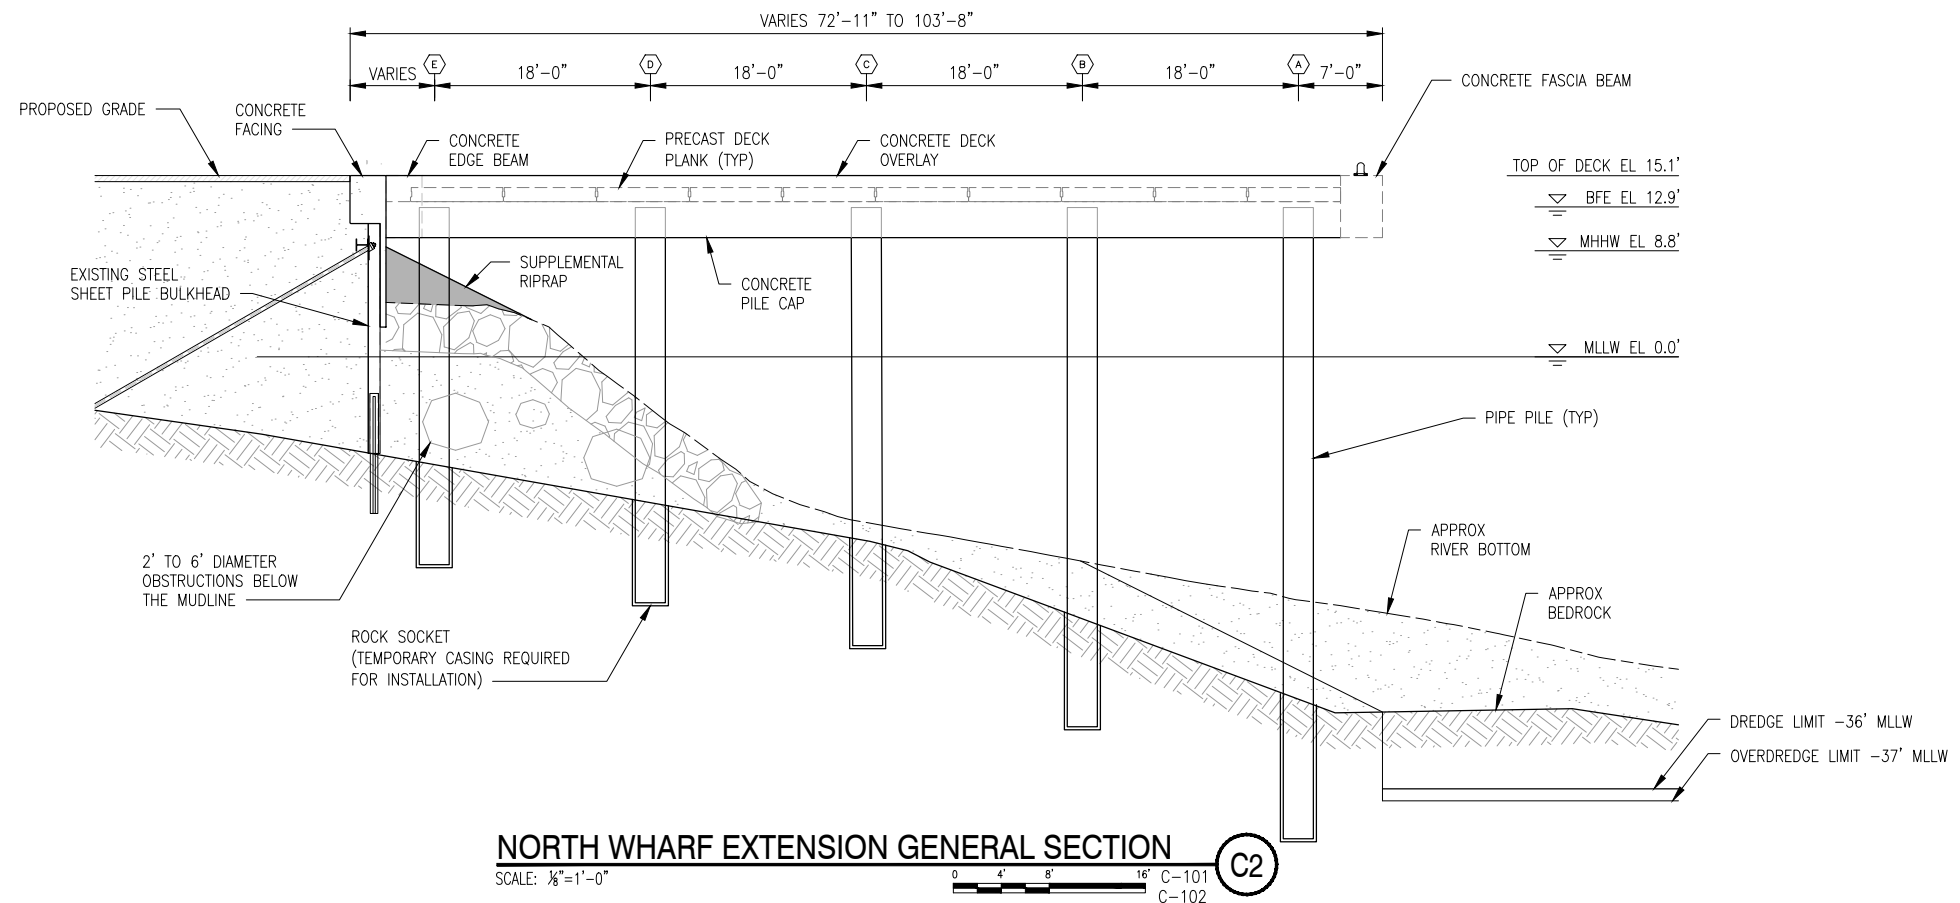 VARIES 72'-11" TO 103'-8"
VARIES
E
18'-0"
D
18'-0"
C
18'-0"
B
18'-0"
A
7'-0"
CONCRETE FASCIA BEAM
PROPOSED GRADE
CONCRETE
FACING
CONCRETE
EDGE BEAM
PRECAST DECK
PLANK (TYP)
CONCRETE DECK
OVERLAY
TOP OF DECK EL 15.1'
BFE EL 12.9'
MHHW EL 8.8'
MLLW EL 0.0'
EXISTING STEEL
SHEET PILE BULKHEAD
SUPPLEMENTAL
RIPRAP
CONCRETE
PILE CAP
PIPE PILE (TYP)
2' TO 6' DIAMETER
OBSTRUCTIONS BELOW
THE MUDLINE
APPROX
RIVER BOTTOM
APPROX
BEDROCK
ROCK SOCKET
(TEMPORARY CASING REQUIRED
FOR INSTALLATION)
DREDGE LIMIT -36' MLLW
OVERDREDGE LIMIT -37' MLLW
NORTH WHARF EXTENSION GENERAL SECTION
C2
SCALE: ⅛"=1'-0"
0 4' 8' 16'
C-101
C-102